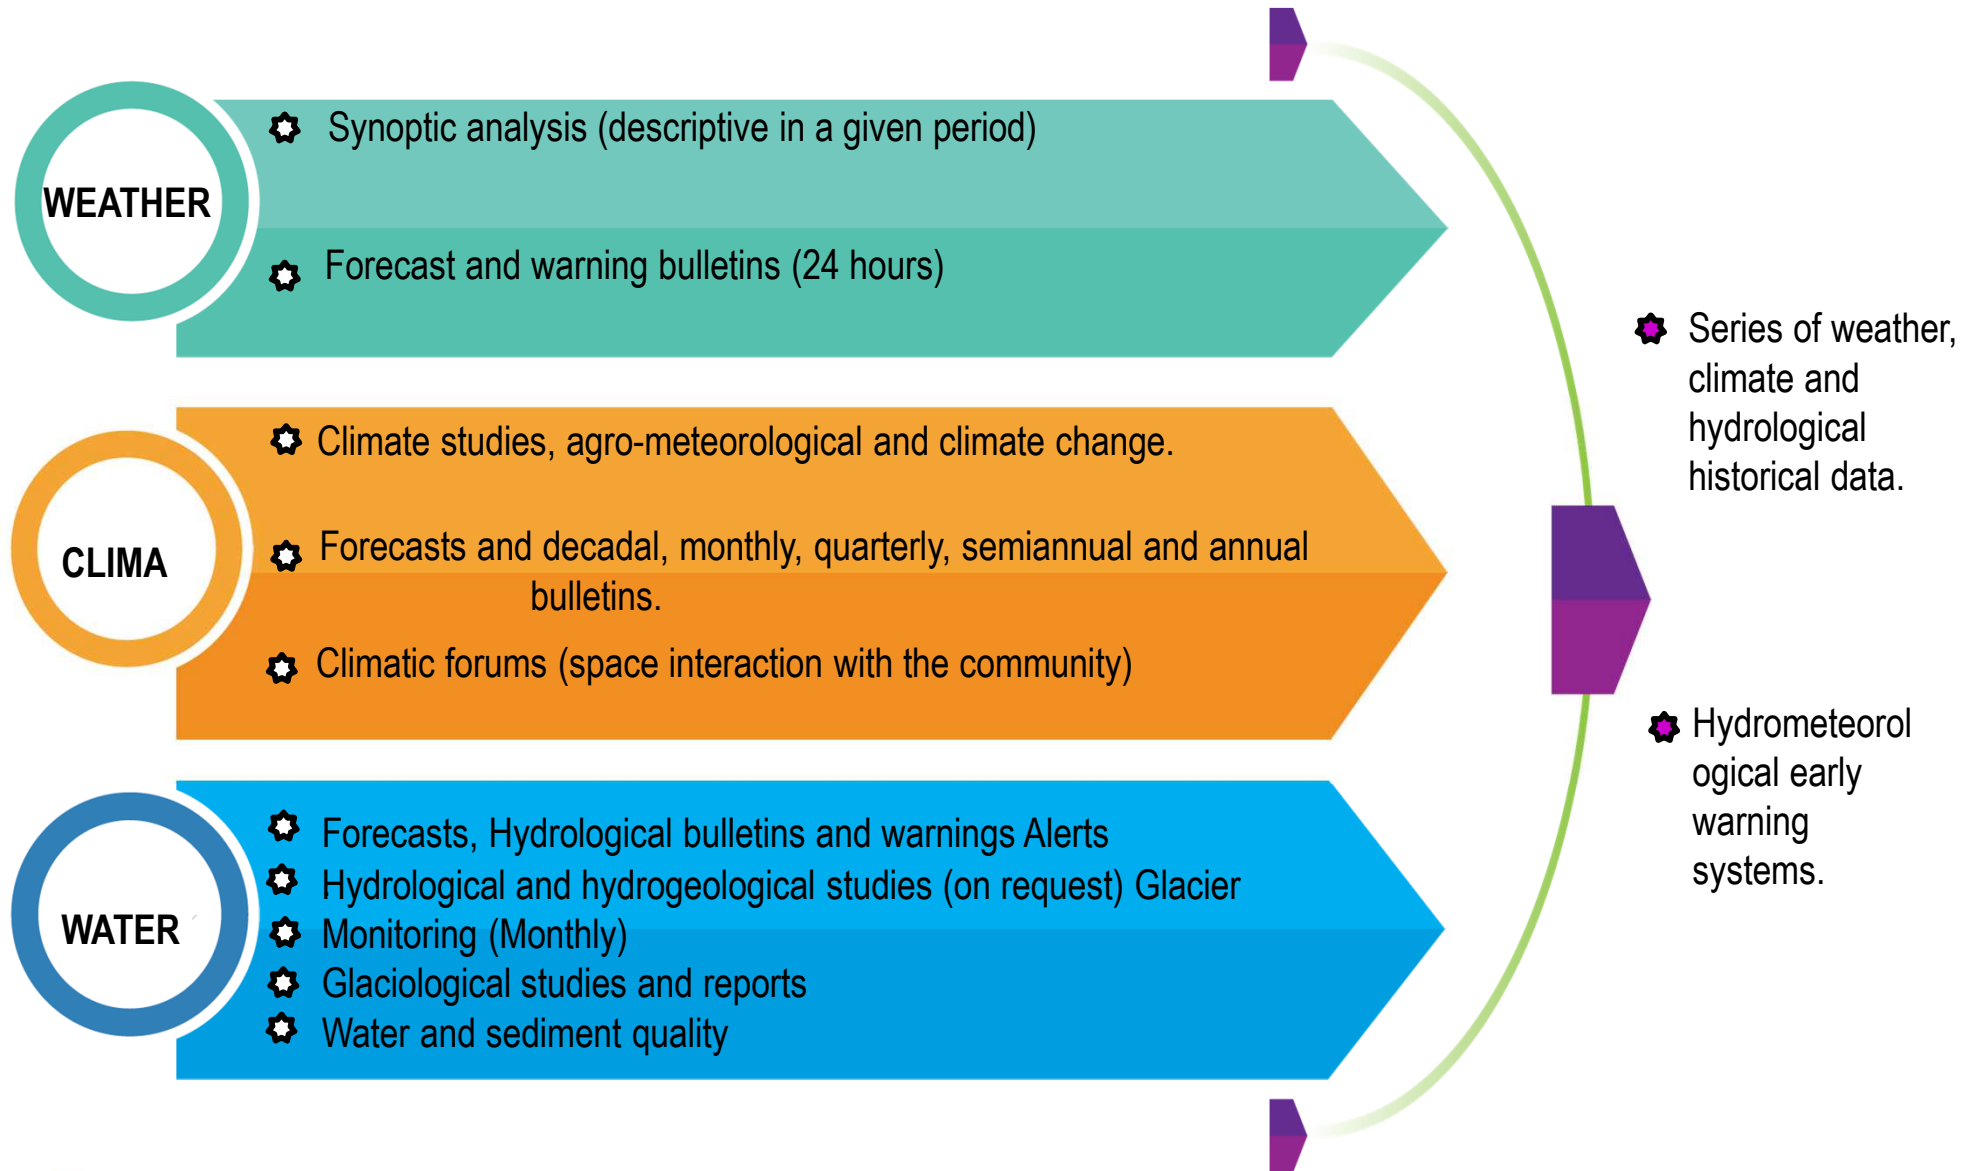 WEATHER
Synoptic analysis (descriptive in a given period)
Forecast and warning bulletins (24 hours)
CLIMA
Climate studies, agro-meteorological and climate change.
Forecasts and decadal, monthly, quarterly, semiannual and annual
bulletins.
Climatic forums (space interaction with the community)
WATER
Forecasts, Hydrological bulletins and warnings Alerts
Hydrological and hydrogeological studies (on request) Glacier
Monitoring (Monthly)
Glaciological studies and reports
Water and sediment quality
Series of weather,
climate and
hydrological
historical data.
Hydrometeorol
ogical early
warning
systems.